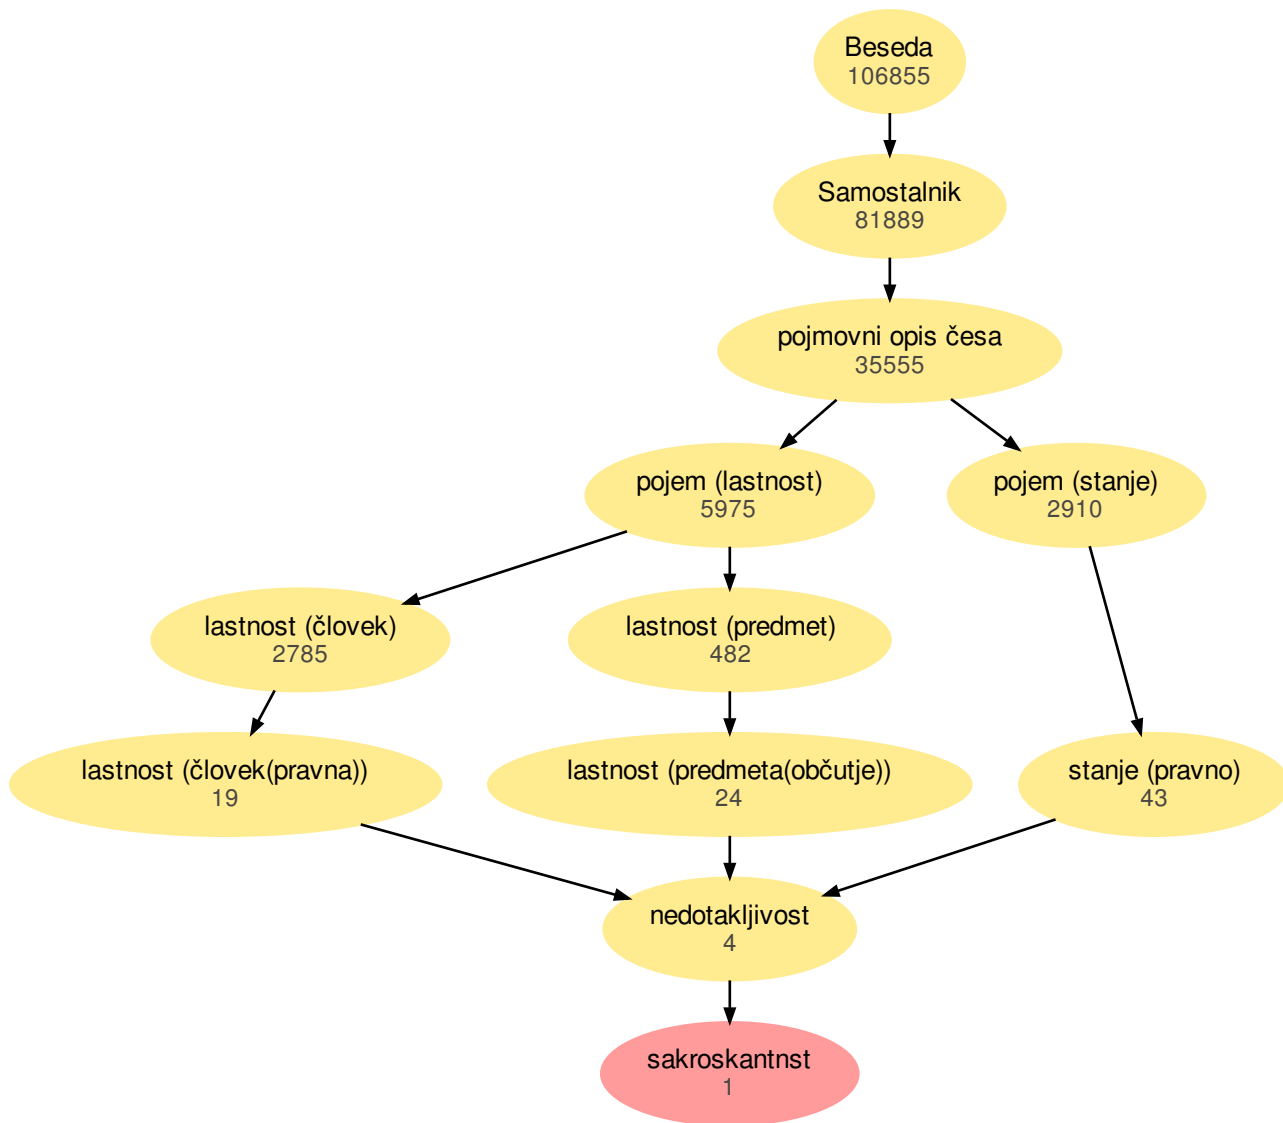 Beseda
106855
Samostalnik
81889
pojmovni opis česa
35555
pojem (lastnost)
5975
pojem (stanje)
2910
lastnost (človek)
2785
lastnost (predmet)
482
lastnost (človek(pravna))
19
lastnost (predmeta(občutje))
24
stanje (pravno)
43
nedotakljivost
4
sakroskantnst
1